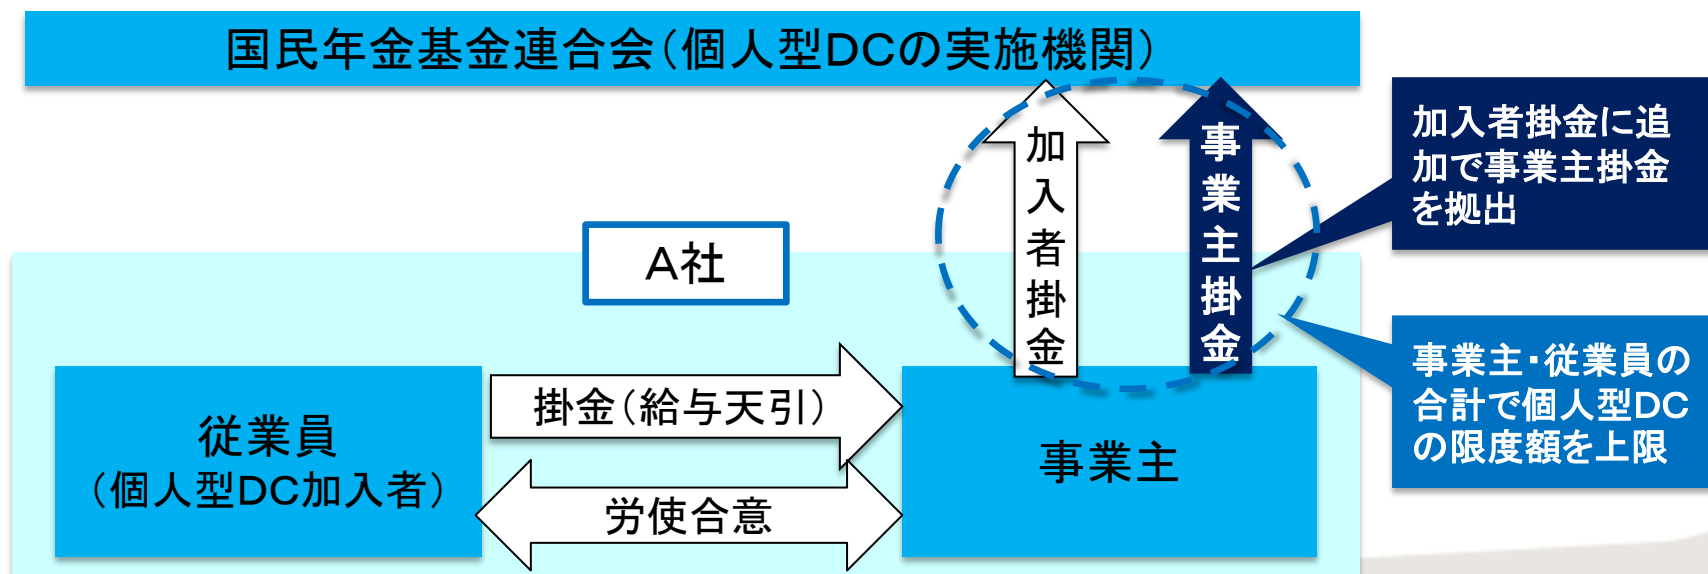 国民年金基金連合会（個人型DCの実施機関）
加入者掛金
事業主掛金
加入者掛金に追
加で事業主掛金
を拠出
A社
事業主・従業員の
合計で個人型DC
の限度額を上限
従業員
（個人型DC加入者）
掛金（給与天引）
労使合意
事業主